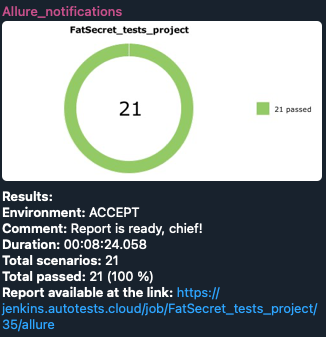 Allure_notifications
FatSecret_tests_project
21
21 passed
Results:
Environment: ACCEPT
Comment: Report is ready, chief!
Duration: 00:08:24.058
Total scenarios: 21
Total passed: 21 (100 %)
Report available at the link: https://
jenkins.autotests.cloud/job/FatSecret_tests_project/
35/allure